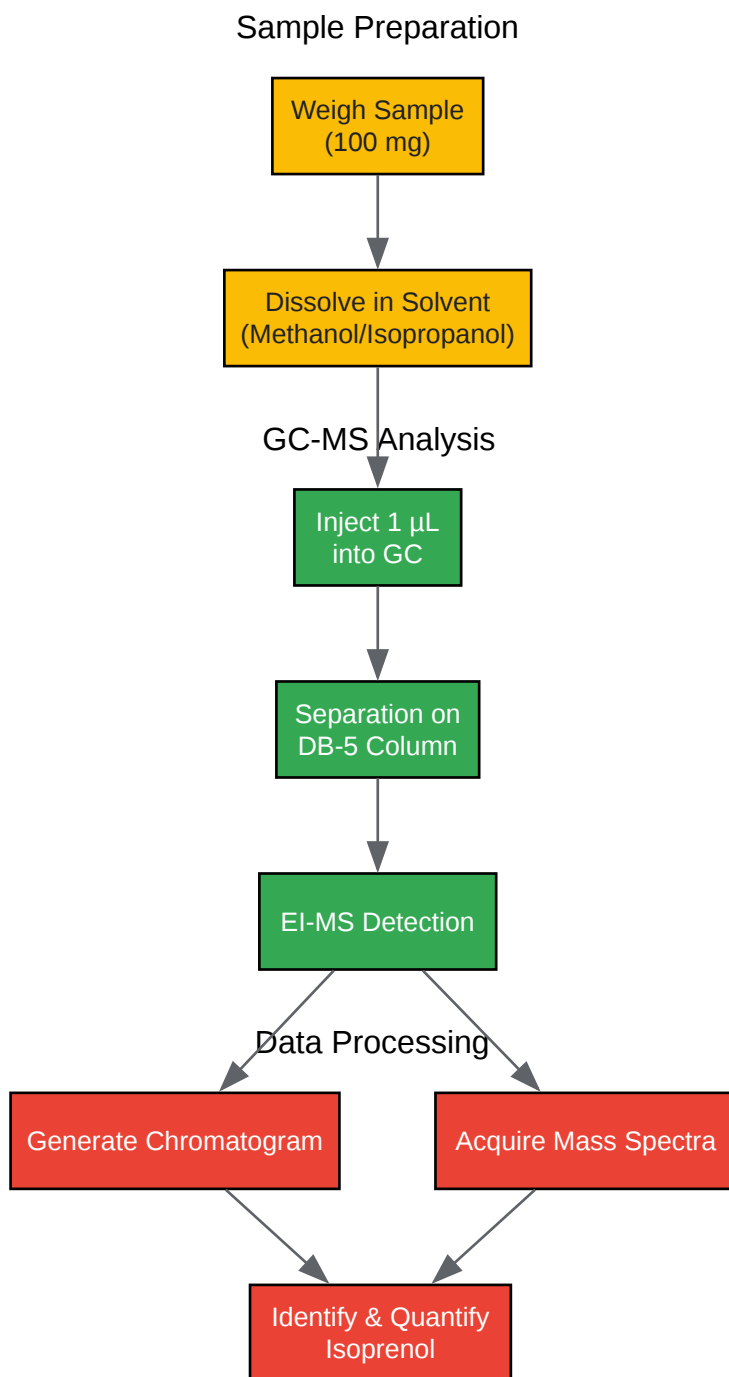 Sample Preparation
Weigh Sample
(100 mg)
Dissolve in Solvent
(Methanol/Isopropanol)
GC-MS Analysis
Inject 1 µL
into GC
Separation on
DB-5 Column
EI-MS Detection
Data Processing
Generate Chromatogram
Acquire Mass Spectra
Identify & Quantify
Isoprenol